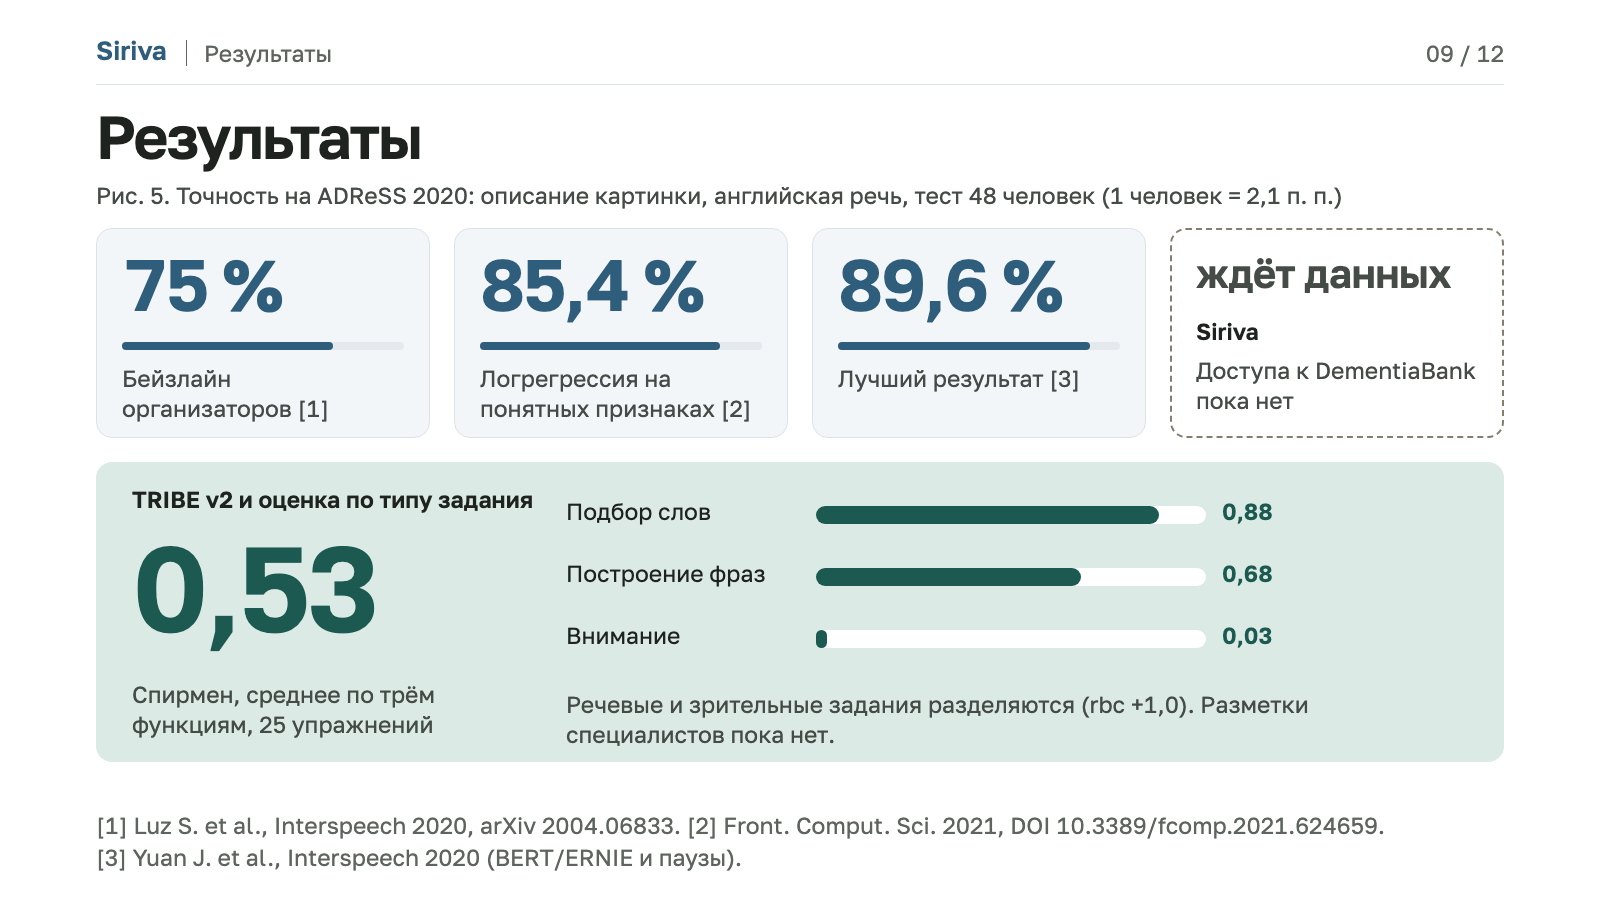 Siriva | Результаты
09 / 12
Результаты
Рис. 5. Точность на ADReSS 2020: описание картинки, английская речь, тест 48 человек (1 человек = 2,1 п. п.)
75 %
Бейзлайн
организаторов [1]
85,4 %
Логрегрессия на
понятных признаках [2]
89,6 %
Лучший результат [3]
ждёт данных
Siriva
Доступа к DementiaBank
пока нет
TRIBE v2 и оценка по типу задания
0,53
Спирмен, среднее по трём
функциям, 25 упражнений
Подбор слов 0,88
Построение фраз 0,68
Внимание 0,03
Речевые и зрительные задания разделяются (rbc +1,0). Разметки
специалистов пока нет.
[1] Luz S. et al., Interspeech 2020, arXiv 2004.06833. [2] Front. Comput. Sci. 2021, DOI 10.3389/fcomp.2021.624659.
[3] Yuan J. et al., Interspeech 2020 (BERT/ERNIE и паузы).